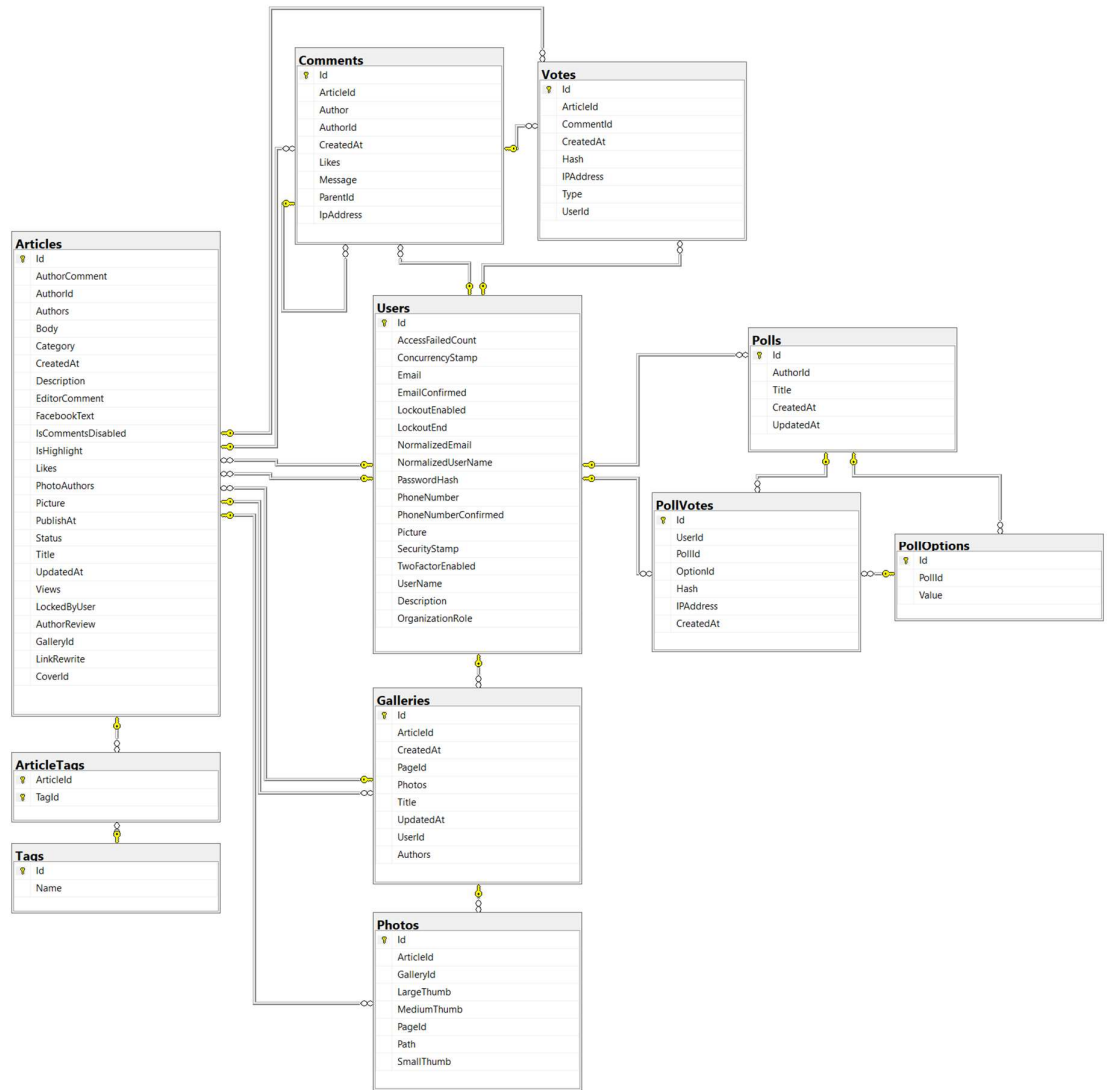 Comments
Id
ArticleId
Author
AuthorId
CreatedAt
Likes
Message
ParentId
IpAddress
Votes
Id
ArticleId
CommentId
CreatedAt
Hash
IPAddress
Type
UserId
Articles
Id
AuthorComment
AuthorId
Authors
Body
Category
CreatedAt
Description
EditorComment
FacebookText
IsCommentsDisabled
IsHighlight
Likes
PhotoAuthors
Picture
PublishAt
Status
Title
UpdatedAt
Views
LockedByUser
AuthorReview
GalleryId
LinkRewrite
CoverId
Users
Id
AccessFailedCount
ConcurrencyStamp
Email
EmailConfirmed
LockoutEnabled
LockoutEnd
NormalizedEmail
NormalizedUserName
PasswordHash
PhoneNumber
PhoneNumberConfirmed
Picture
SecurityStamp
TwoFactorEnabled
UserName
Description
OrganizationRole
Polls
Id
AuthorId
Title
CreatedAt
UpdatedAt
PollVotes
Id
UserId
PollId
OptionId
Hash
IPAddress
CreatedAt
PollOptions
Id
PollId
Value
Galleries
Id
ArticleId
CreatedAt
PageId
Photos
Title
UpdatedAt
UserId
Authors
ArticleTags
ArticleId
TagId
Tags
Id
Name
Photos
Id
ArticleId
GalleryId
LargeThumb
MediumThumb
PageId
Path
SmallThumb